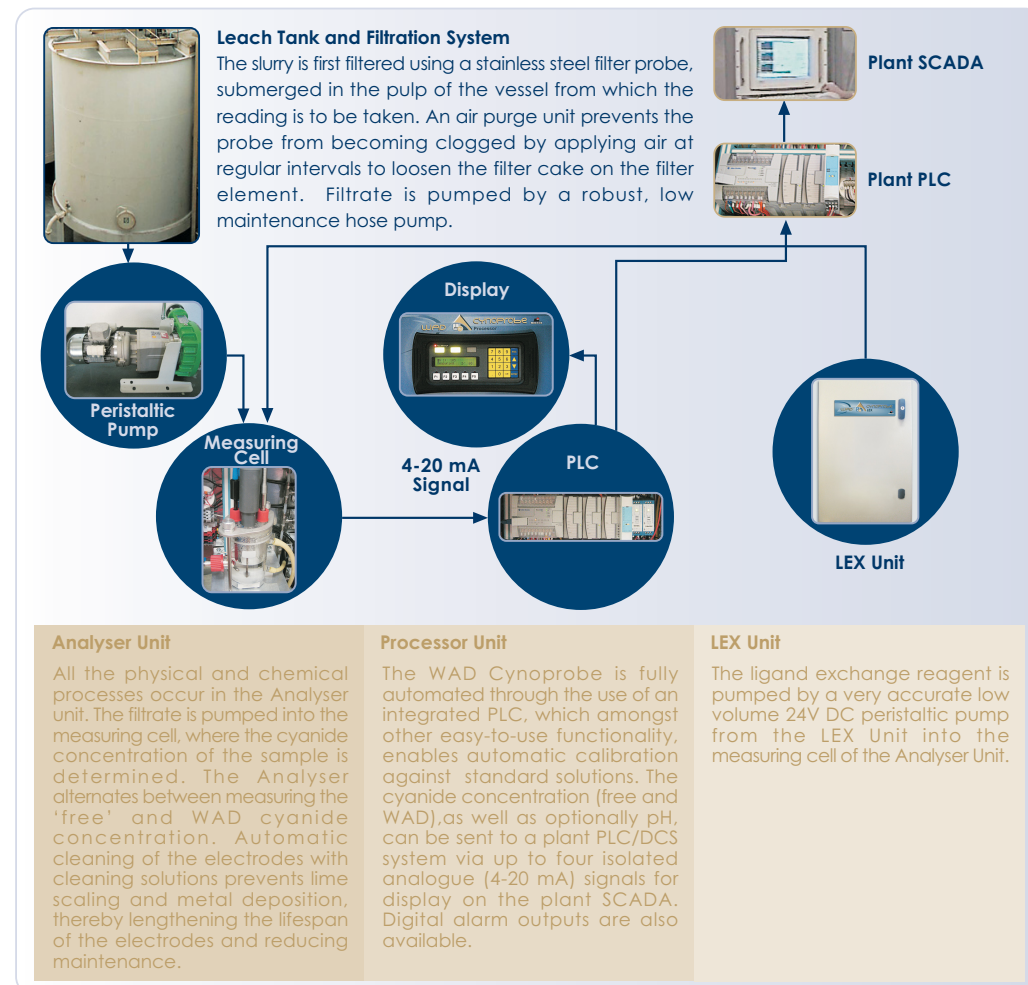 Leach Tank and Filtration System
The slurry is first filtered using a stainless steel filter probe,
submerged in the pulp of the vessel from which the
reading is to be taken. An air purge unit prevents the
probe from becoming clogged by applying air at
regular intervals to loosen the filter cake on the filter
element. Filtrate is pumped by a robust, low
maintenance hose pump.
Plant SCADA
Plant PLC
Display
WAD Cynoprobe
Processor
Peristaltic
Pump
Measuring
Cell
4-20 mA
Signal
PLC
LEX Unit
Analyser Unit
All the physical and chemical
processes occur in the Analyser
unit. The filtrate is pumped into the
measuring cell, where the cyanide
concentration of the sample is
determined. The Analyser
alternates between measuring the
'free' and WAD cyanide
concentration. Automatic
cleaning of the electrodes with
cleaning solutions prevents lime
scaling and metal deposition,
thereby lengthening the lifespan
of the electrodes and reducing
maintenance.
Processor Unit
The WAD Cynoprobe is fully
automated through the use of an
integrated PLC, which amongst
other easy-to-use functionality,
enables automatic calibration
against standard solutions. The
cyanide concentration (free and
WAD),as well as optionally pH,
can be sent to a plant PLC/DCS
system via up to four isolated
analogue (4-20 mA) signals for
display on the plant SCADA.
Digital alarm outputs are also
available.
LEX Unit
The ligand exchange reagent is
pumped by a very accurate low
volume 24V DC peristaltic pump
from the LEX Unit into the
measuring cell of the Analyser Unit.